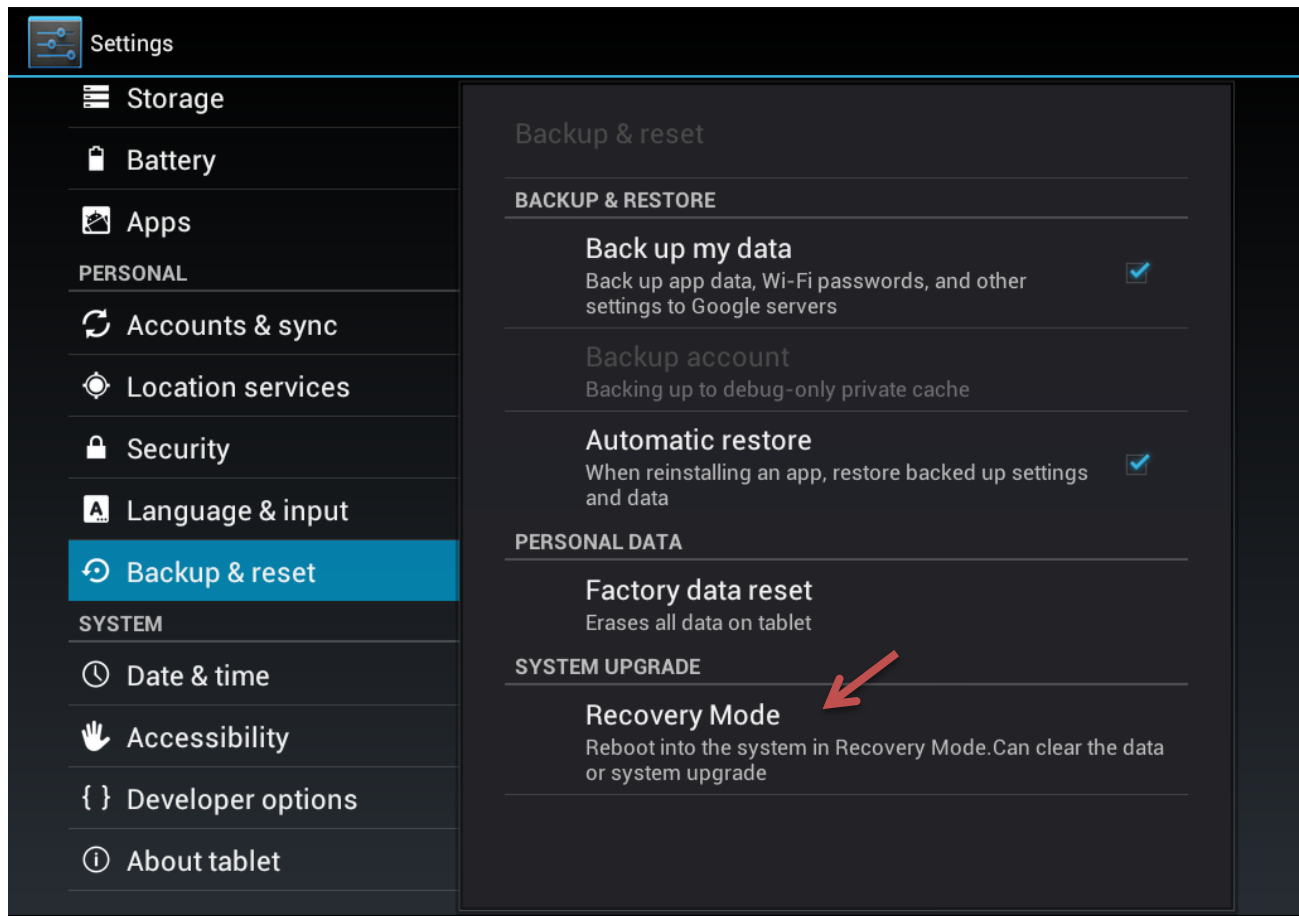 Settings
Storage
Battery
Apps
PERSONAL
Accounts & sync
Location services
Security
Language & input
Backup & reset
SYSTEM
Date & time
Accessibility
{ } Developer options
About tablet
Backup & reset
BACKUP & RESTORE
Back up my data
Back up app data, Wi-Fi passwords, and other
settings to Google servers
Backup account
Backing up to debug-only private cache
Automatic restore
When reinstalling an app, restore backed up settings
and data
PERSONAL DATA
Factory data reset
Erases all data on tablet
SYSTEM UPGRADE
Recovery Mode
Reboot into the system in Recovery Mode.Can clear the data
or system upgrade